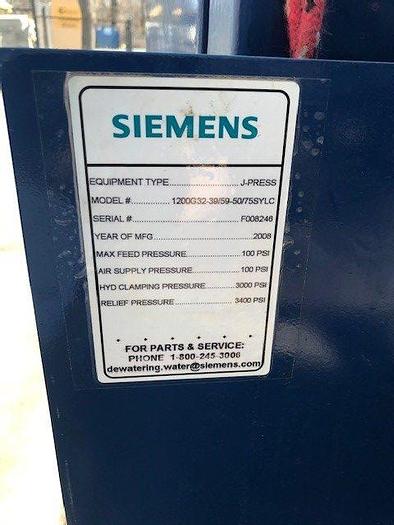 SIEMENS
EQUIPMENT TYPE.....................J-PRESS
MODEL #...............1200G32-39/59-50/75SYLC
SERIAL #................................F008246
YEAR OF MFG................................2008
MAX FEED PRESSURE................100 PSI
AIR SUPPLY PRESSURE..............100 PSI
HYD CLAMPING PRESSURE........3000 PSI
RELIEF PRESSURE......................3400 PSI
FOR PARTS & SERVICE:
PHONE 1-800-245-3006
dewatering.water@siemens.com